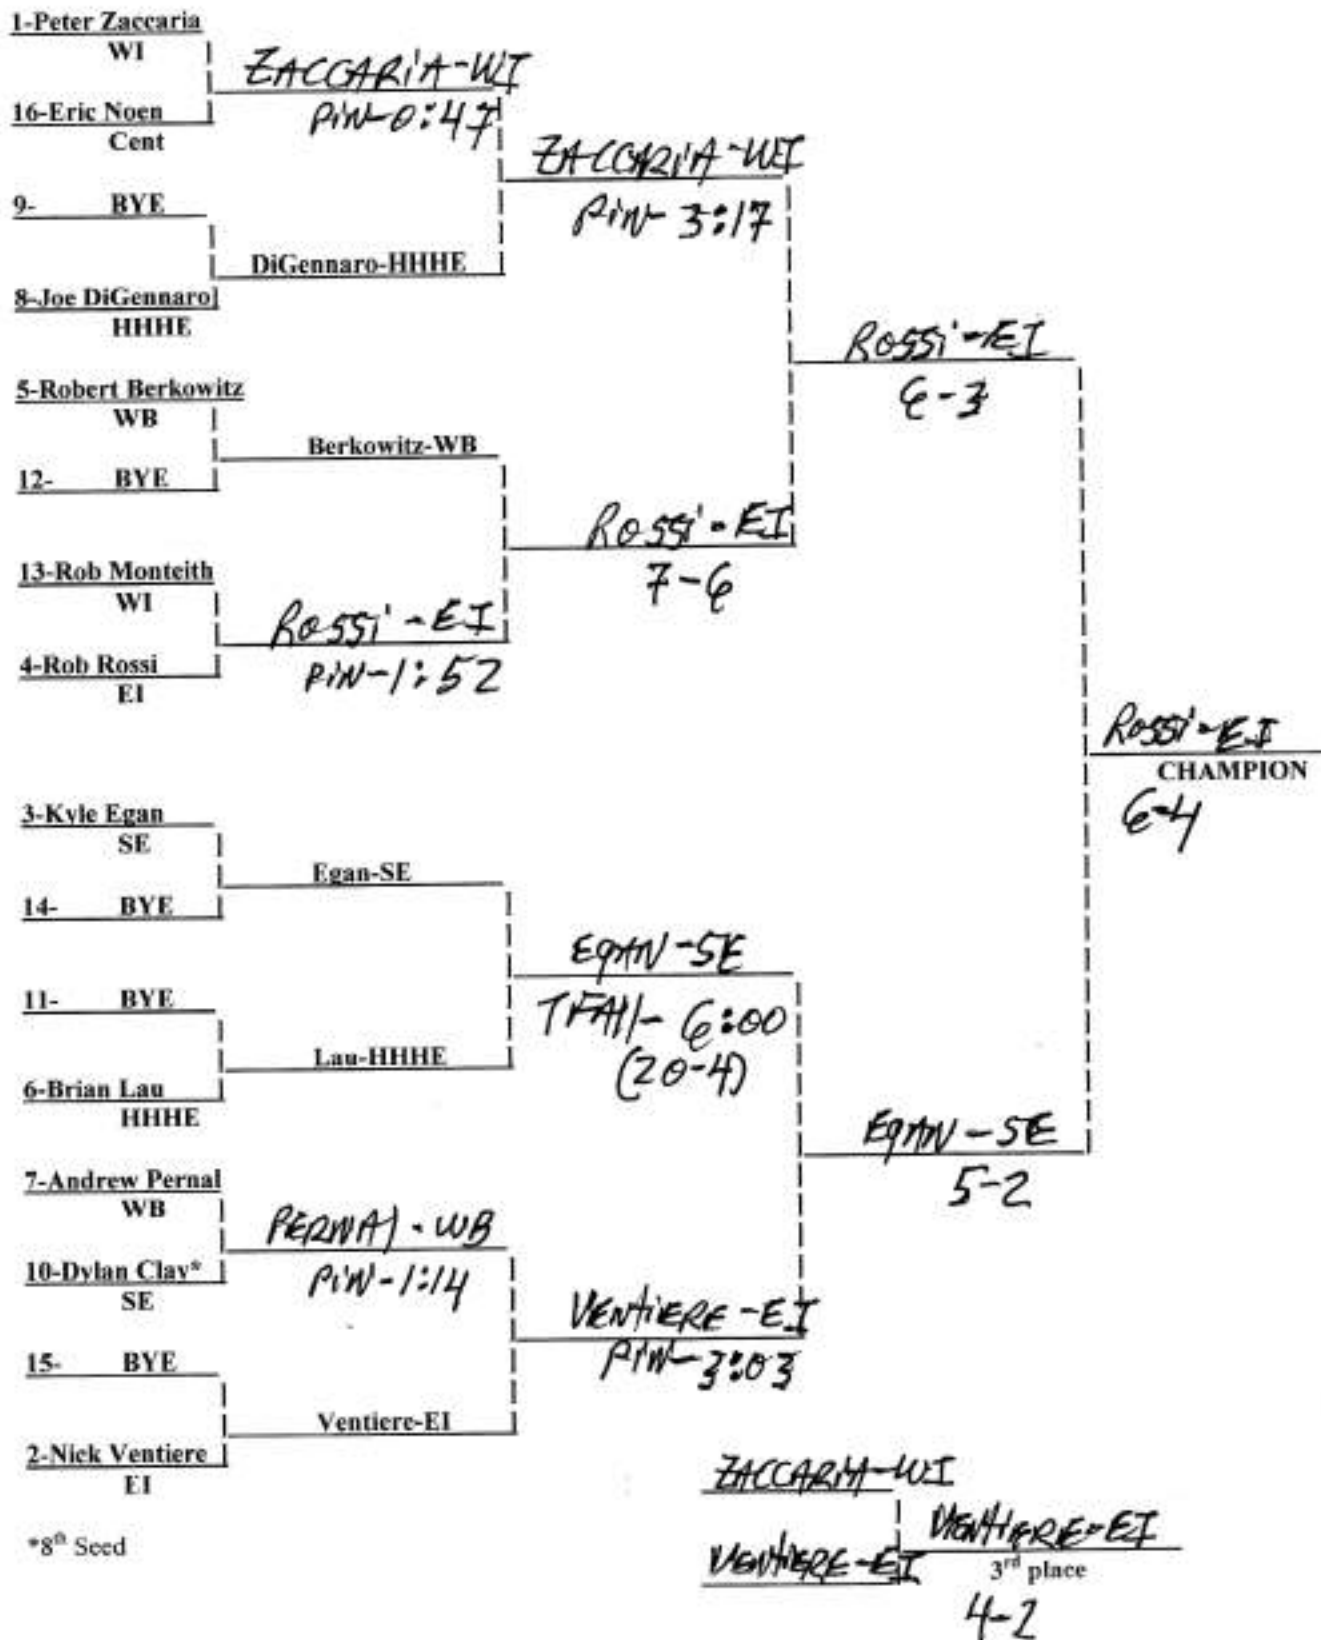 1-Peter Zaccaria
WI
ZACCARiA-WI
PiN-0:47
16-Eric Noen
Cent
ZACCARiA-WI
PiN-3:17
9- BYE
DiGennaro-HHHE
8-Joe DiGennaro
HHHE
Rossi-EI
6-3
5-Robert Berkowitz
WB
Berkowitz-WB
12- BYE
Rossi-EI
7-6
13-Rob Monteith
WI
Rossi-EI
PiN-1:52
4-Rob Rossi
EI
Rossi-EI
CHAMPION
6-4
3-Kyle Egan
SE
Egan-SE
14- BYE
EgAN-SE
TFAll-6:00
(20-4)
11- BYE
Lau-HHHE
6-Brian Lau
HHHE
EgAN-SE
5-2
7-Andrew Pernal
WB
PERNAl-WB
PiN-1:14
10-Dylan Clay*
SE
VENtiERE-EI
PiN-3:03
15- BYE
Ventiere-EI
2-Nick Ventiere
EI
ZACCARiA-WI
VENtiERE-EI
3rd place
4-2
VENtiERE-EI
*8th Seed